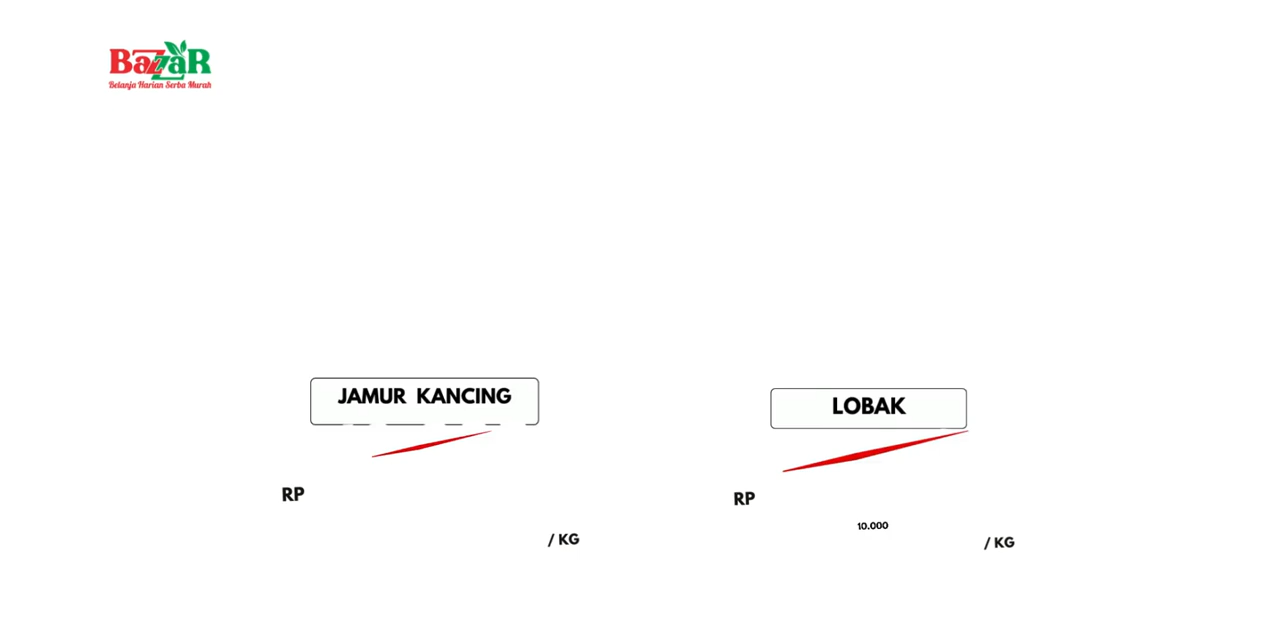 BazzaR
Belanja Harian Serba Murah
JAMUR KANCING
RP
/ KG
LOBAK
RP
10.000
/ KG